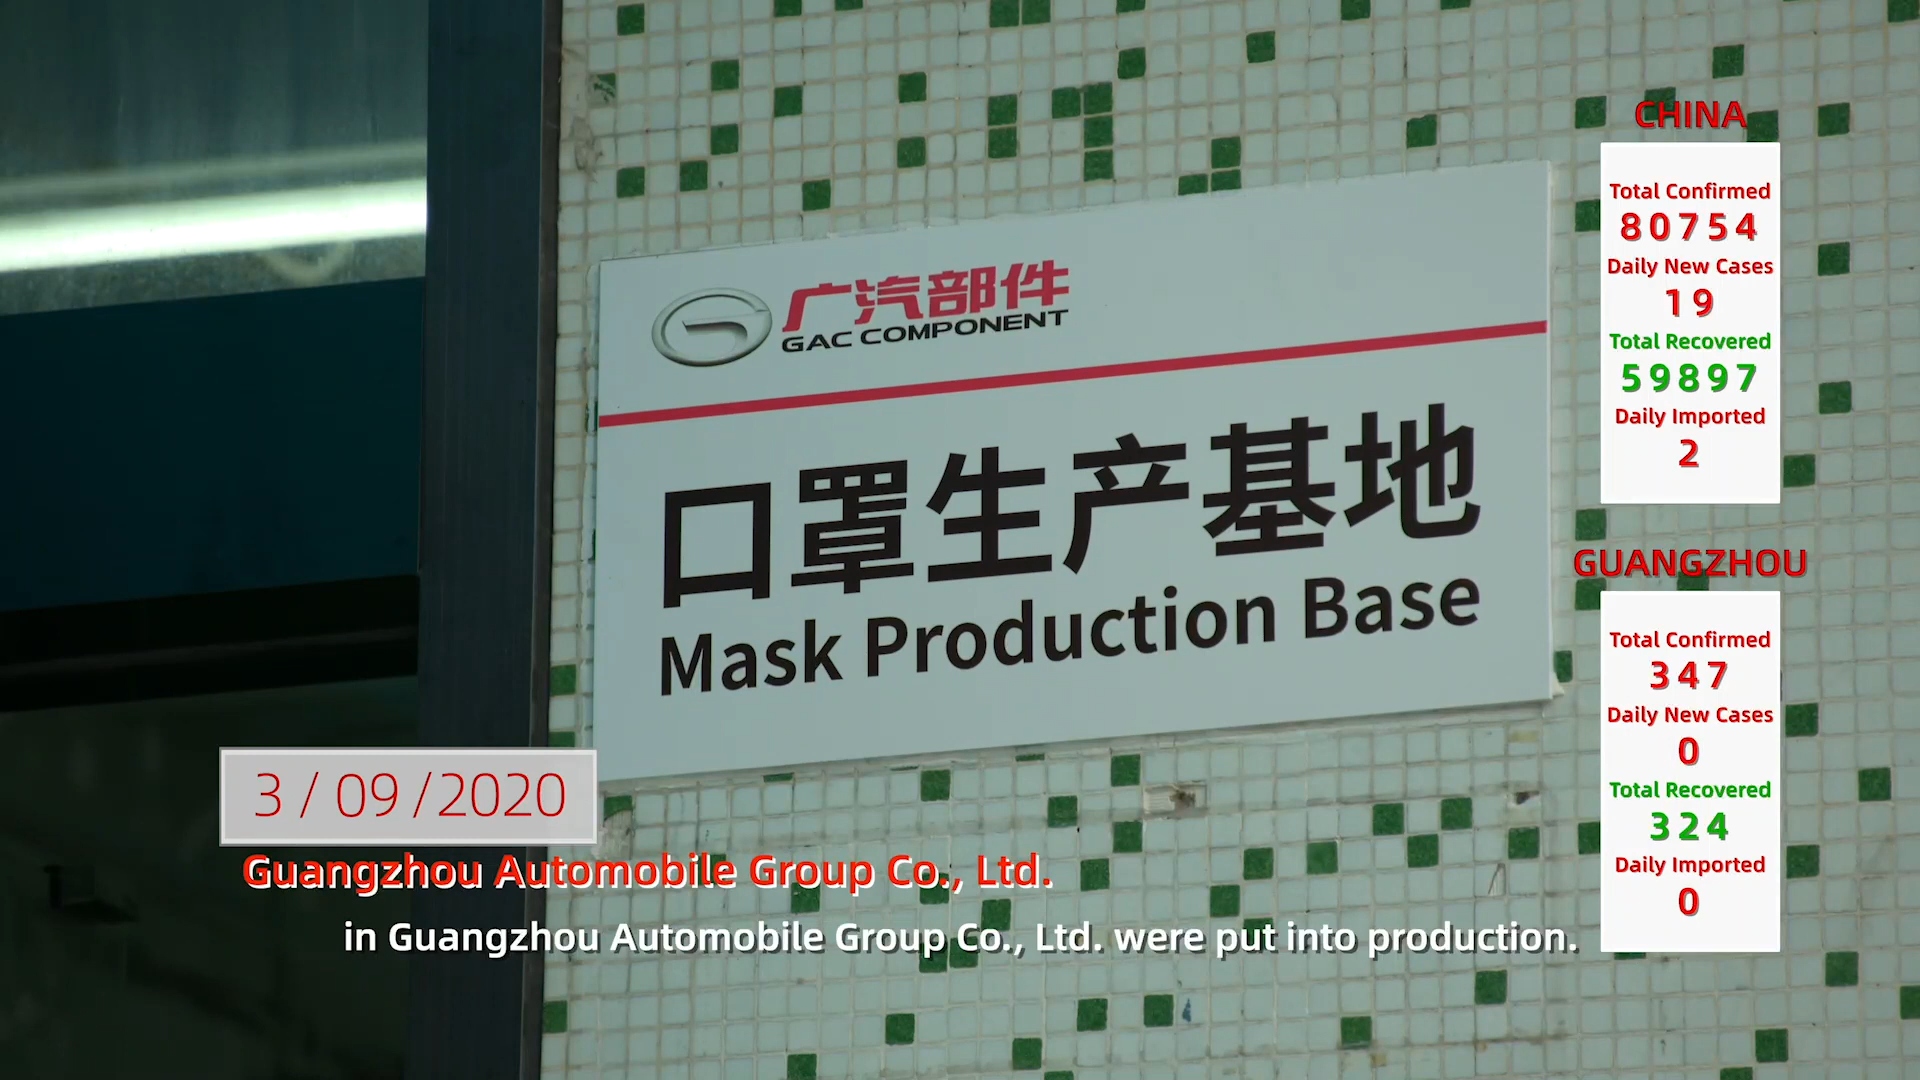 广汽部件
GAC COMPONENT
口罩生产基地
Mask Production Base
CHINA
Total Confirmed
80754
Daily New Cases
19
Total Recovered
59897
Daily Imported
2
GUANGZHOU
Total Confirmed
347
Daily New Cases
0
Total Recovered
324
Daily Imported
0
3 / 09 /2020
Guangzhou Automobile Group Co., Ltd.
in Guangzhou Automobile Group Co., Ltd. were put into production.